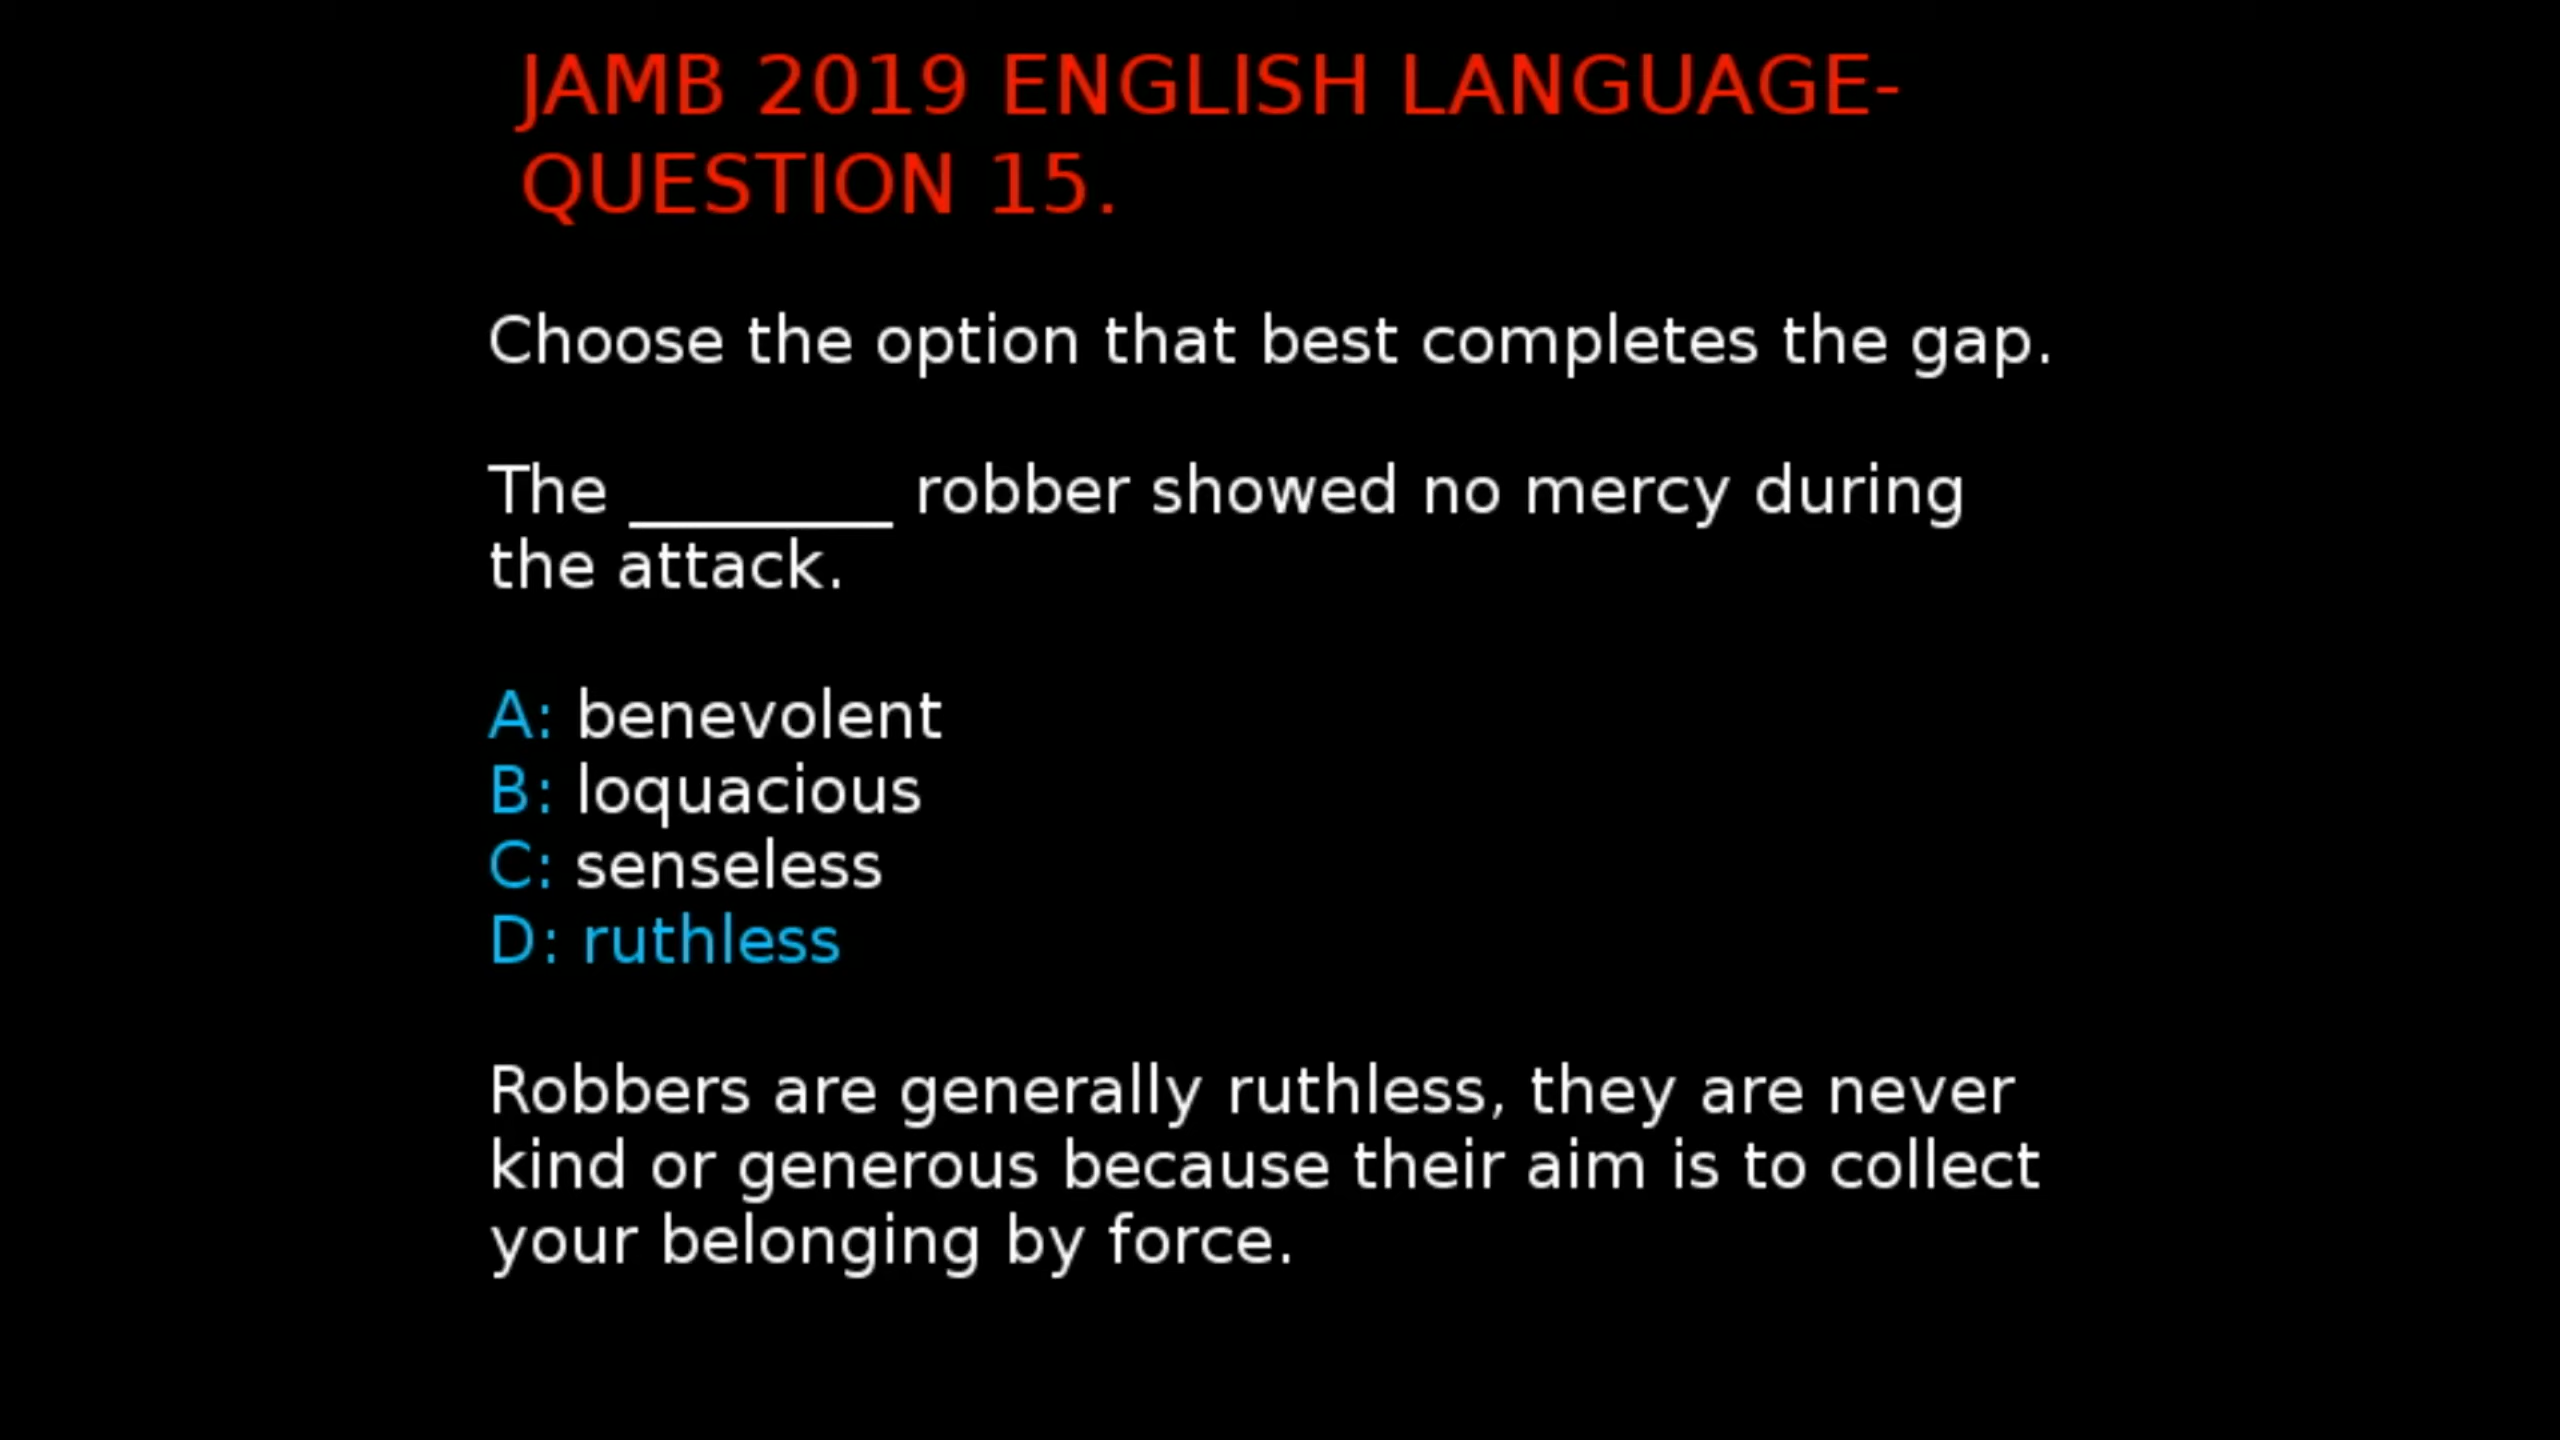 JAMB 2019 ENGLISH LANGUAGE-
QUESTION 15.
Choose the option that best completes the gap.
The ________ robber showed no mercy during
the attack.
A: benevolent
B: loquacious
C: senseless
D: ruthless
Robbers are generally ruthless, they are never
kind or generous because their aim is to collect
your belonging by force.